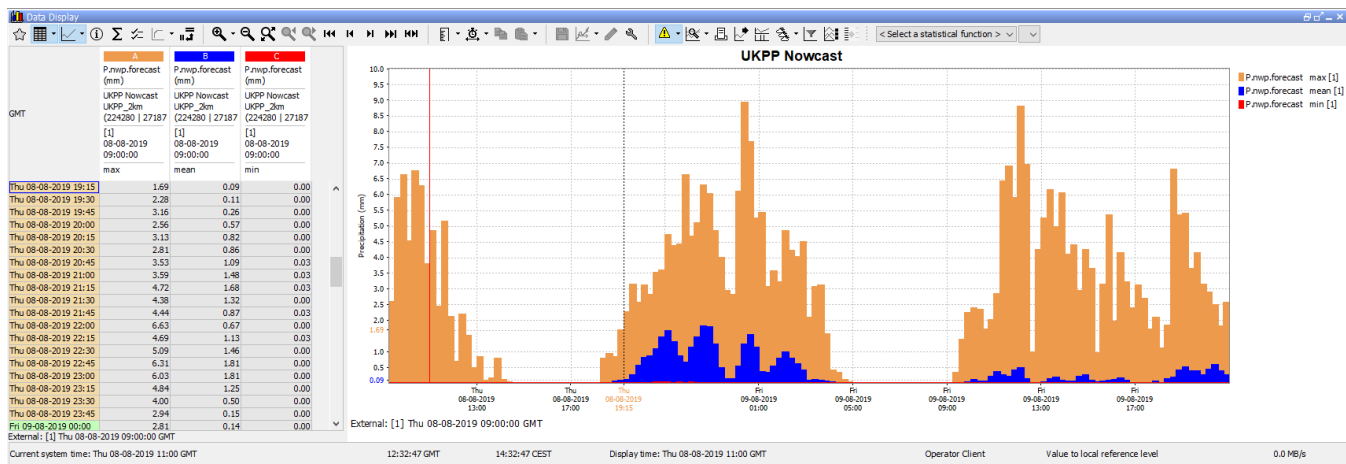 Data Display
< Select a statistical function >
GMT
A B C
P.nwp.forecast P.nwp.forecast P.nwp.forecast
(mm) (mm) (mm)
UKPP Nowcast UKPP Nowcast UKPP Nowcast
UKPP_2km UKPP_2km UKPP_2km
(224280 | 27187 (224280 | 27187 (224280 | 27187
[1] [1] [1]
08-08-2019 08-08-2019 08-08-2019
09:00:00 09:00:00 09:00:00
max mean min
Thu 08-08-2019 19:15 1.69 0.09 0.00
Thu 08-08-2019 19:30 2.28 0.11 0.00
Thu 08-08-2019 19:45 3.16 0.26 0.00
Thu 08-08-2019 20:00 2.56 0.57 0.00
Thu 08-08-2019 20:15 3.13 0.82 0.00
Thu 08-08-2019 20:30 2.81 0.86 0.00
Thu 08-08-2019 20:45 3.53 1.09 0.03
Thu 08-08-2019 21:00 3.59 1.48 0.03
Thu 08-08-2019 21:15 4.72 1.68 0.03
Thu 08-08-2019 21:30 4.38 1.32 0.00
Thu 08-08-2019 21:45 4.44 0.87 0.03
Thu 08-08-2019 22:00 6.63 0.67 0.00
Thu 08-08-2019 22:15 4.69 1.13 0.03
Thu 08-08-2019 22:30 5.09 1.46 0.00
Thu 08-08-2019 22:45 6.31 1.81 0.00
Thu 08-08-2019 23:00 6.03 1.81 0.00
Thu 08-08-2019 23:15 4.84 1.25 0.00
Thu 08-08-2019 23:30 4.00 0.50 0.00
Thu 08-08-2019 23:45 2.94 0.15 0.00
Fri 09-08-2019 00:00 2.81 0.14 0.00
External: [1] Thu 08-08-2019 09:00:00 GMT
UKPP Nowcast
Precipitation (mm)
10.0
9.5
9.0
8.5
8.0
7.5
7.0
6.5
6.0
5.5
5.0
4.5
4.0
3.5
3.0
2.5
2.0
1.69
1.0
0.5
0.09
Thu Thu Thu Fri Fri Fri Fri Fri
08-08-2019 08-08-2019 08-08-2019 09-08-2019 09-08-2019 09-08-2019 09-08-2019 09-08-2019
13:00 17:00 19:15 01:00 05:00 09:00 13:00 17:00
P.nwp.forecast max [1]
P.nwp.forecast mean [1]
P.nwp.forecast min [1]
External: [1] Thu 08-08-2019 09:00:00 GMT
Current system time: Thu 08-08-2019 11:00 GMT 12:32:47 GMT 14:32:47 CEST Display time: Thu 08-08-2019 11:00 GMT Operator Client Value to local reference level 0.0 MB/s